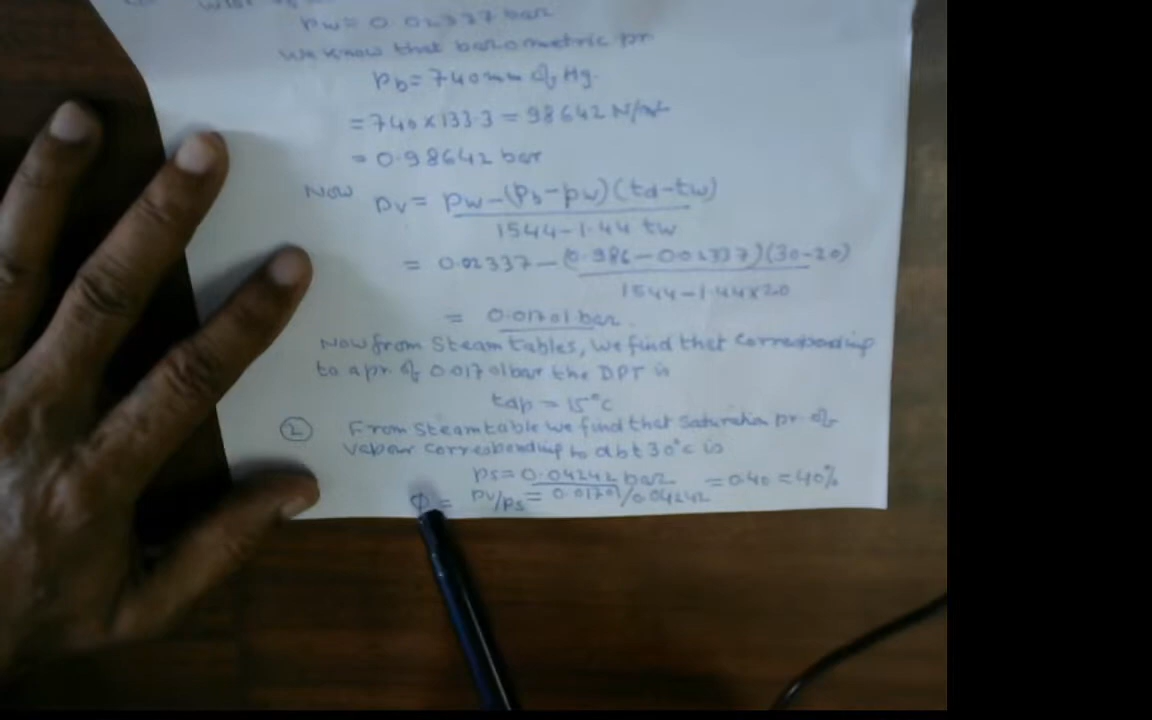 pw = 0.02337 bar
We know that barometric pr
Pb = 740 mm of Hg.
= 740 x 133.3 = 98642 N/m²
= 0.98642 bar
Now Pv = Pw - (Pb - Pw) (td - tw)
1544 - 1.44 tw
= 0.02337 - (0.986 - 0.02337) (30-20)
1544 - 1.44x20
= 0.01701 bar.
Now from Steam tables, We find that corresponding
to a pr. of 0.01701 bar the DPT is
tdp = 15°c
② From Steam table we find that Saturation pr of
vapour corresponding to dbt 30°c is
Ps = 0.04242 bar
Φ = Pv/Ps = 0.01701/0.04242 = 0.40 = 40%